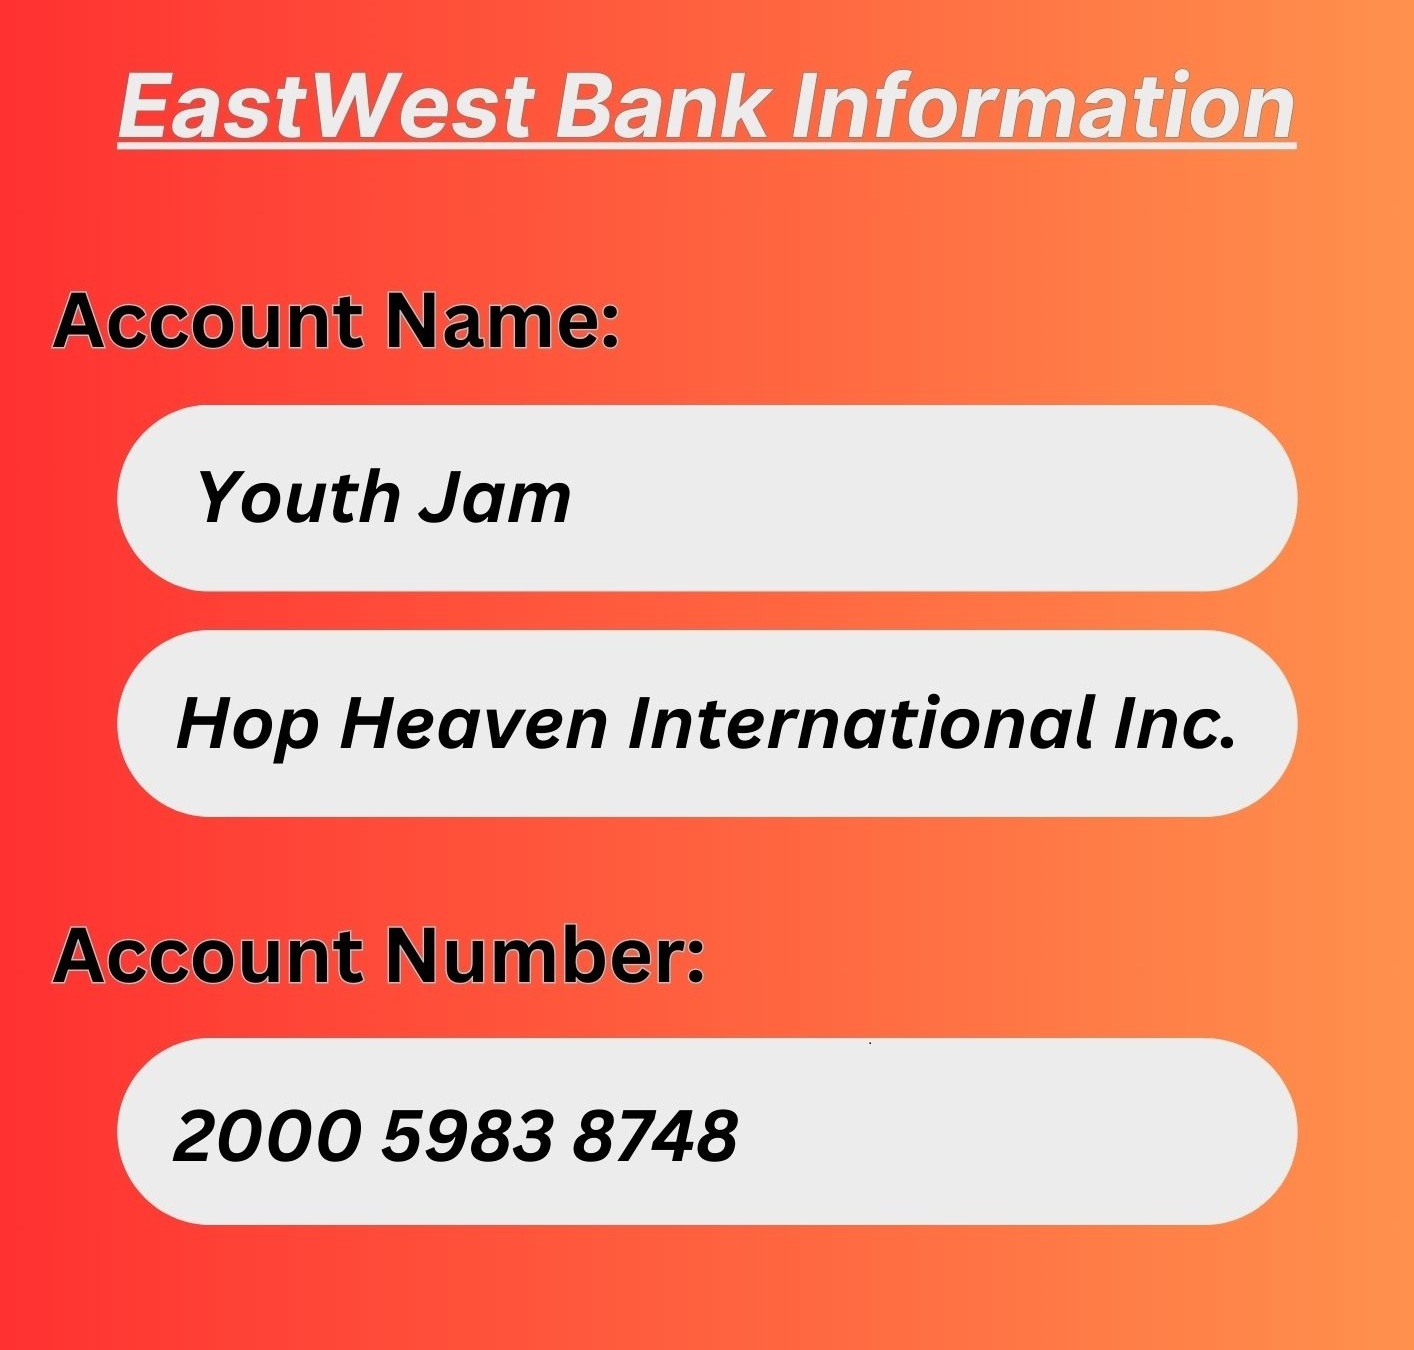 EastWest Bank Information
Account Name:
Youth Jam
Hop Heaven International Inc.
Account Number:
2000 5983 8748